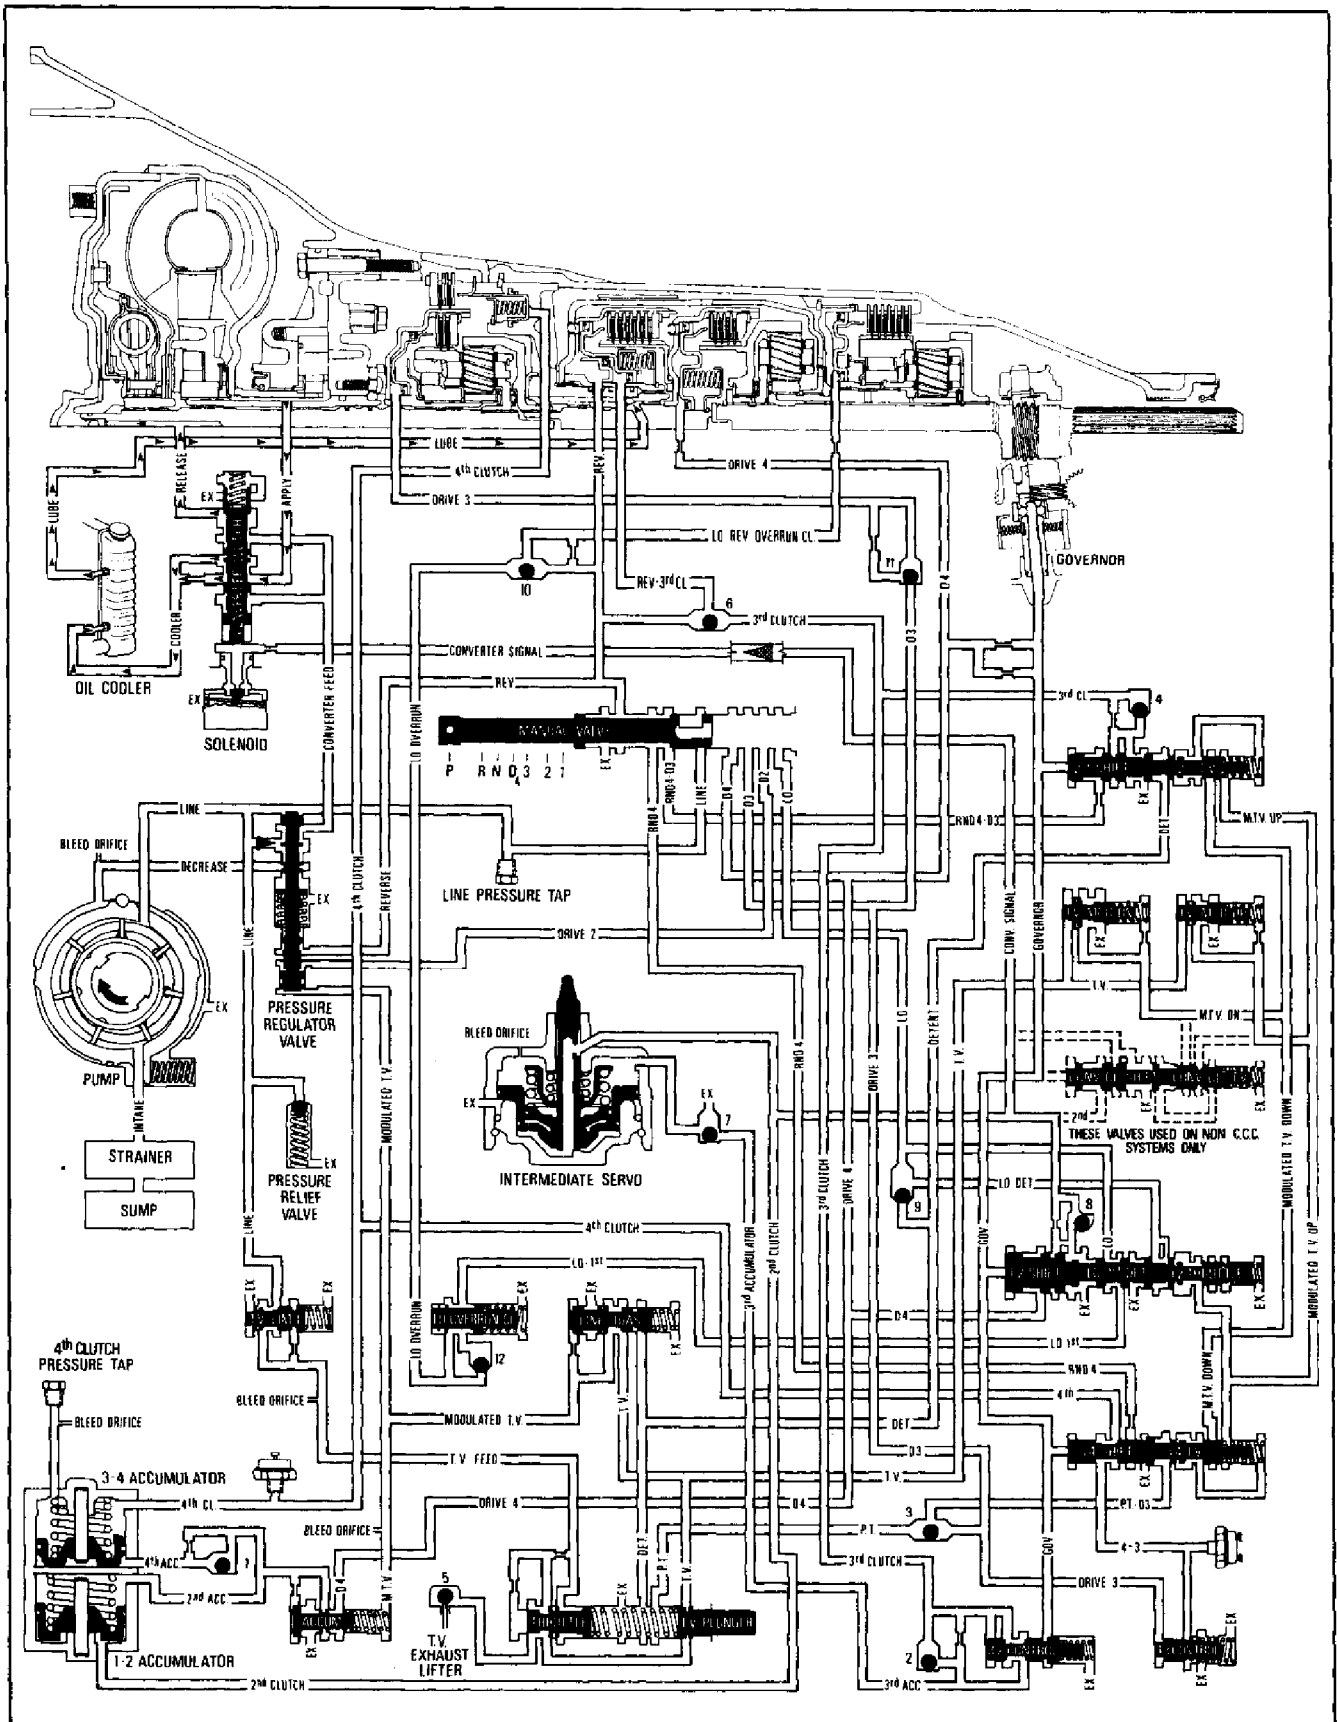 LUBE
RELEASE
APPLY
REV.
4th CLUTCH
DRIVE 4
DRIVE 3
EX
LUBE
LO REV OVERRUN CL
GOVERNOR
11
D4
10
REV-3rd CL
6
3rd CLUTCH
D3
COOLER
CONVERTER SIGNAL
OIL COOLER
EX
REV
CONVERTER FEED
LO OVERRUN
3rd CL
4
SOLENOID
MANUAL VALVE
P R N D4 3 2 1
EX
RND4
RND4-D3
LINE
D4
D3
D2
LO
EX
DET
LINE
RND4-D3
M.T.V. UP
BLEED ORIFICE
DECREASE
4th CLUTCH
REVERSE
LINE PRESSURE TAP
EX
LINE
DRIVE 2
CONV. SIGNAL
GOVERNOR
EX
EX
EX
PRESSURE
REGULATOR
VALVE
LO
DETENT
T.V.
T.V.
M.T.V. DN
BLEED ORIFICE
RND 4
DRIVE 3
PUMP
INTAKE
MODULATED T.V.
EX
EX
7
2nd
EX
EX
THESE VALVES USED ON NON C.C.C.
SYSTEMS ONLY
MODULATED T.V. DOWN
STRAINER
EX
SUMP
PRESSURE
RELIEF
VALVE
INTERMEDIATE SERVO
3rd CLUTCH
DRIVE 4
9
LO DET
8
LINE
4th CLUTCH
3rd ACCUMULATOR
2nd CLUTCH
GOV
LO
MODULATED T.V. UP
LO-1st
EX
EX
EX
EX
LO OVERRUN
EX
D4
EX
EX
EX
LO 1st
12
4th CLUTCH
PRESSURE TAP
RND4
4th
M.T.V. DOWN
BLEED ORIFICE
BLEED ORIFICE
MODULATED T.V.
T.V.
DET
D3
T.V. FEED
T.V.
EX
3-4 ACCUMULATOR
4th CL
DRIVE 4
D4
P.T.-D3
BLEED ORIFICE
3
P.T.
4th ACC
1
DET
P.T.
T.V.
3rd CLUTCH
GOV
4-3
2nd ACC
D4
M.T.V.
5
EX
DRIVE 3
ACCUM
PLUNGER
EX
EX
T.V.
EXHAUST
LIFTER
1-2 ACCUMULATOR
2
2nd CLUTCH
3rd ACC
EX
EX